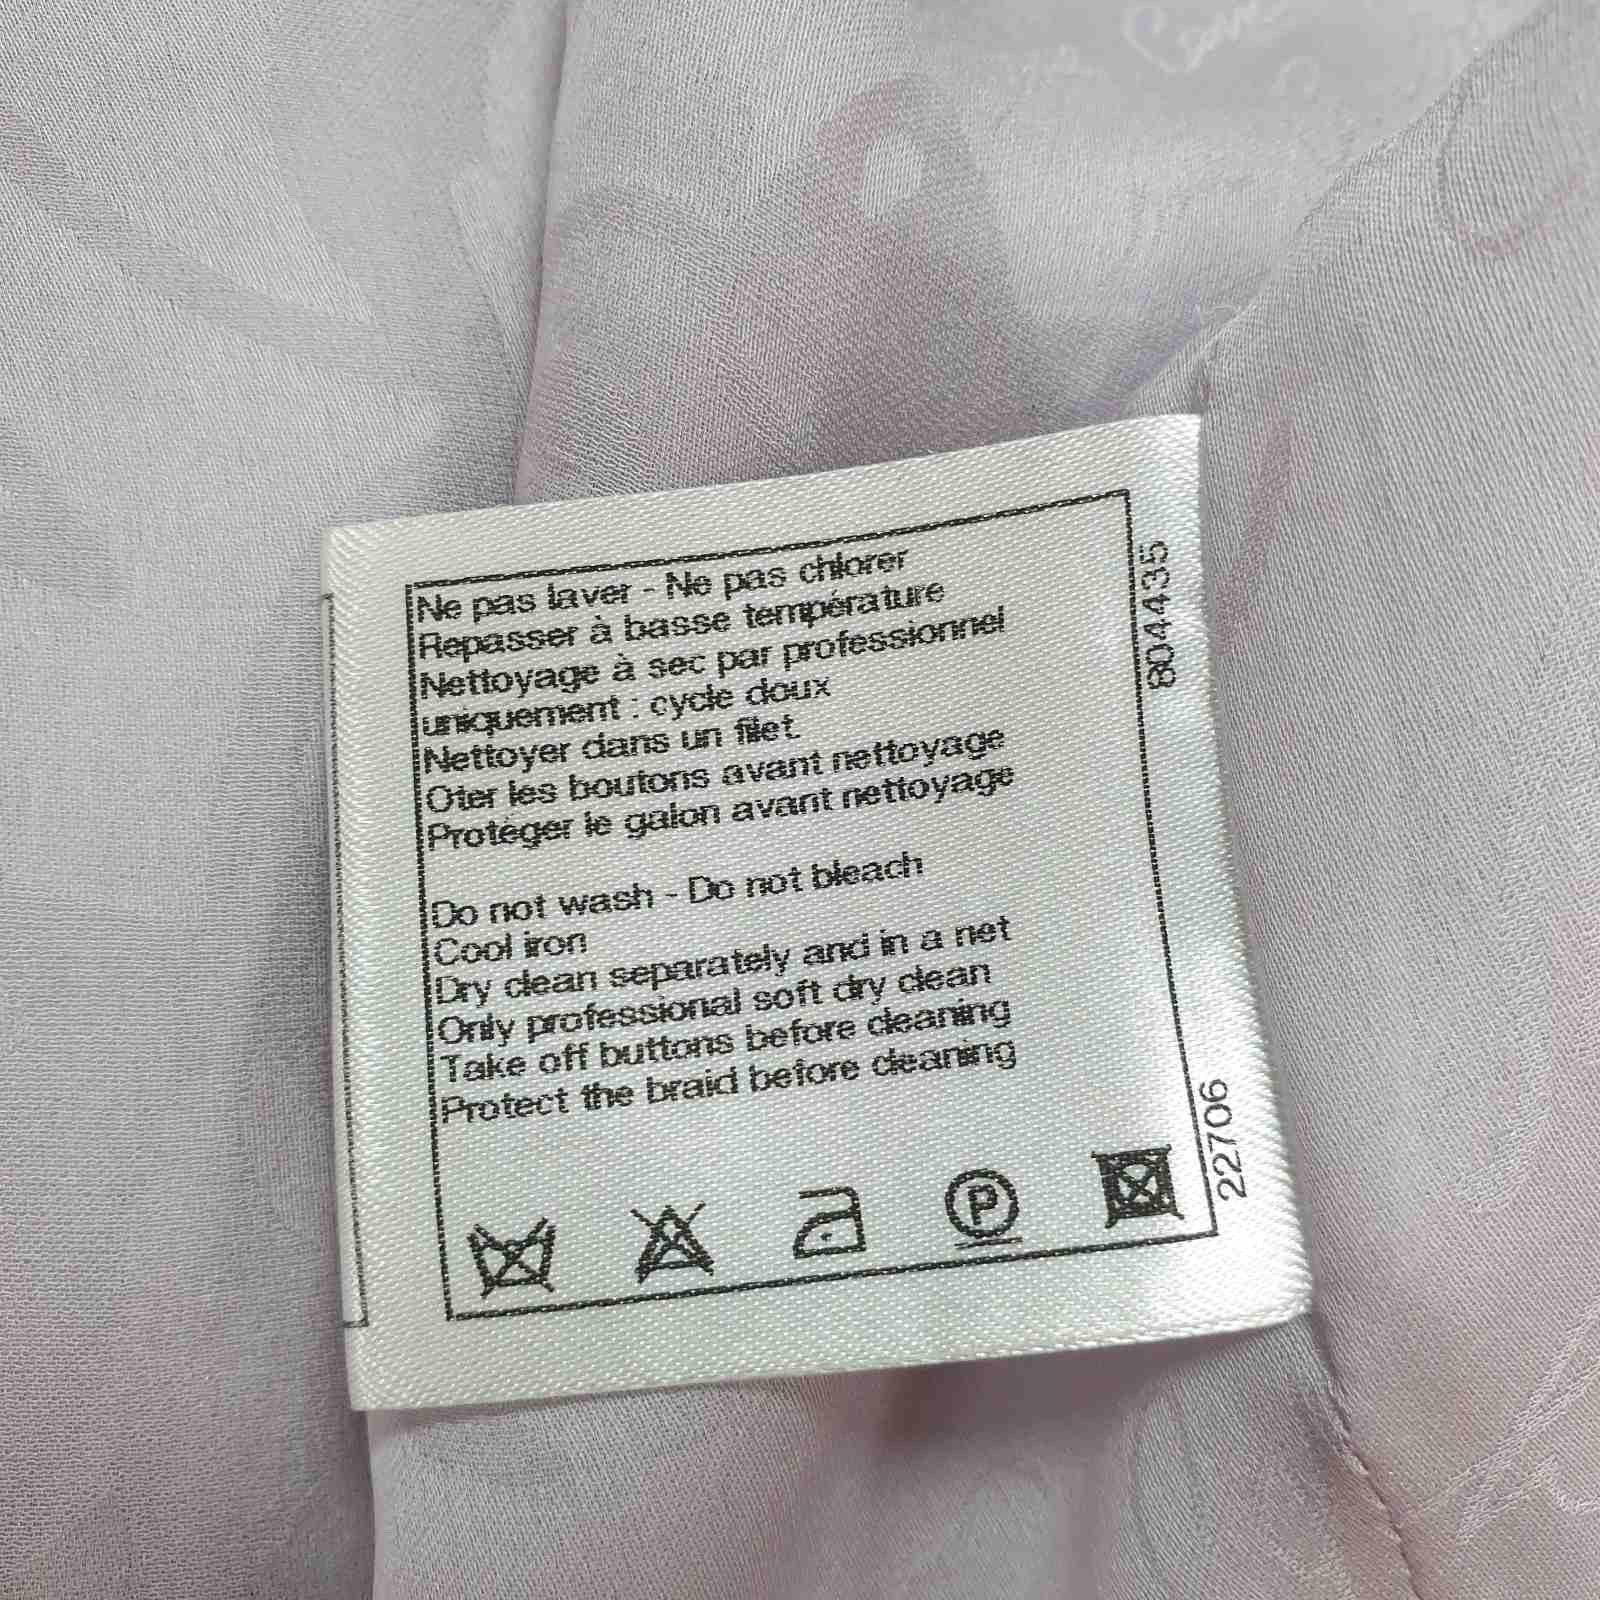 Ne pas laver - Ne pas chlorer
Repasser à basse température
Nettoyage à sec par professionnel
uniquement : cycle doux
Nettoyer dans un filet.
Oter les boutons avant nettoyage
Protéger le galon avant nettoyage
Do not wash - Do not bleach
Cool iron
Dry clean separately and in a net
Only professional soft dry clean
Take off buttons before cleaning
Protect the braid before cleaning
P
8044435
22706